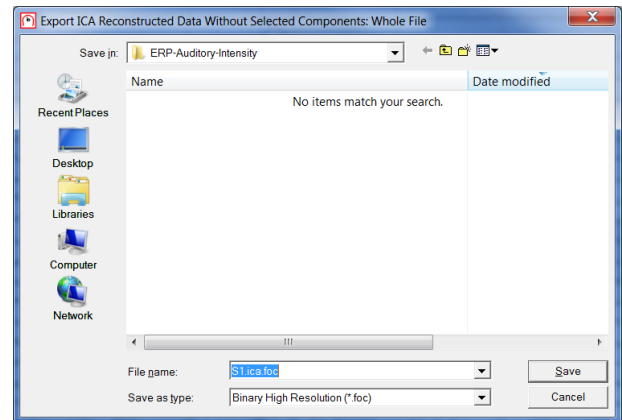 Export ICA Reconstructed Data Without Selected Components: Whole File
Save in:
ERP-Auditory-Intensity
Name
Date modified
No items match your search.
Recent Places
Desktop
Libraries
Computer
Network
File name:
S1.ica.foc
Save
Save as type:
Binary High Resolution (*.foc)
Cancel